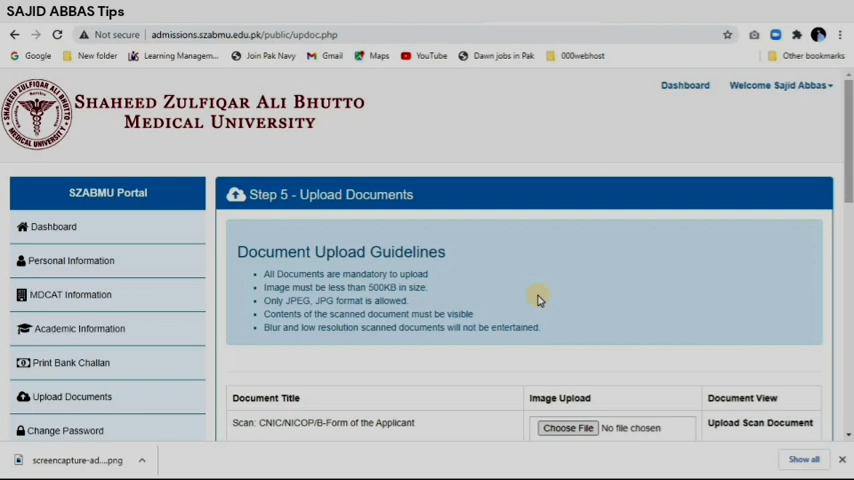 SAJID ABBAS Tips
Not secure admissions.szabmu.edu.pk/public/updoc.php
Google New folder Learning Managem... Join Pak Navy Gmail Maps YouTube Dawn jobs in Pak 000webhost Other bookmarks
SHAHEED ZULFIQAR ALI BHUTTO
MEDICAL UNIVERSITY
Dashboard Welcome Sajid Abbas
SZABMU Portal
Dashboard
Personal Information
MDCAT Information
Academic Information
Print Bank Challan
Upload Documents
Change Password
Step 5 - Upload Documents
Document Upload Guidelines
• All Documents are mandatory to upload
• Image must be less than 500KB in size.
• Only JPEG, JPG format is allowed.
• Contents of the scanned document must be visible
• Blur and low resolution scanned documents will not be entertained.
Document Title Image Upload Document View
Scan: CNIC/NICOP/B-Form of the Applicant Choose File No file chosen Upload Scan Document
screencapture-ad....png Show all